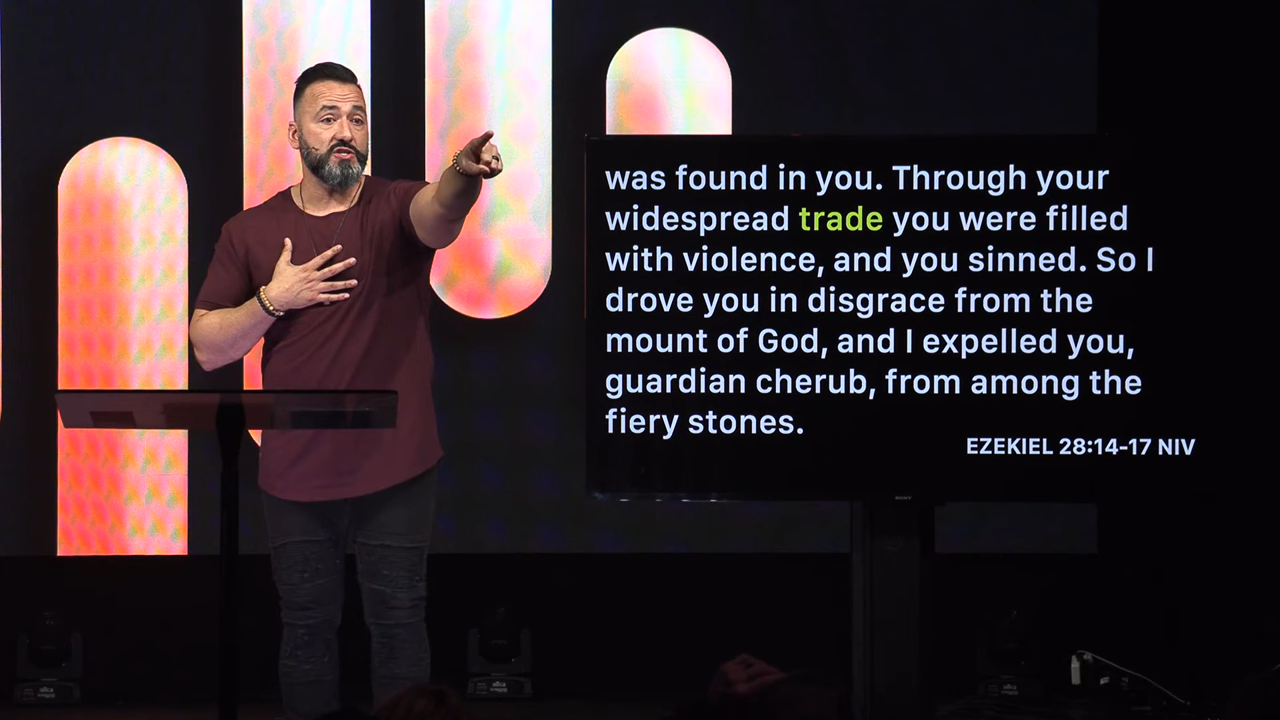 was found in you. Through your
widespread trade you were filled
with violence, and you sinned. So I
drove you in disgrace from the
mount of God, and I expelled you,
guardian cherub, from among the
fiery stones.
EZEKIEL 28:14-17 NIV
SONY